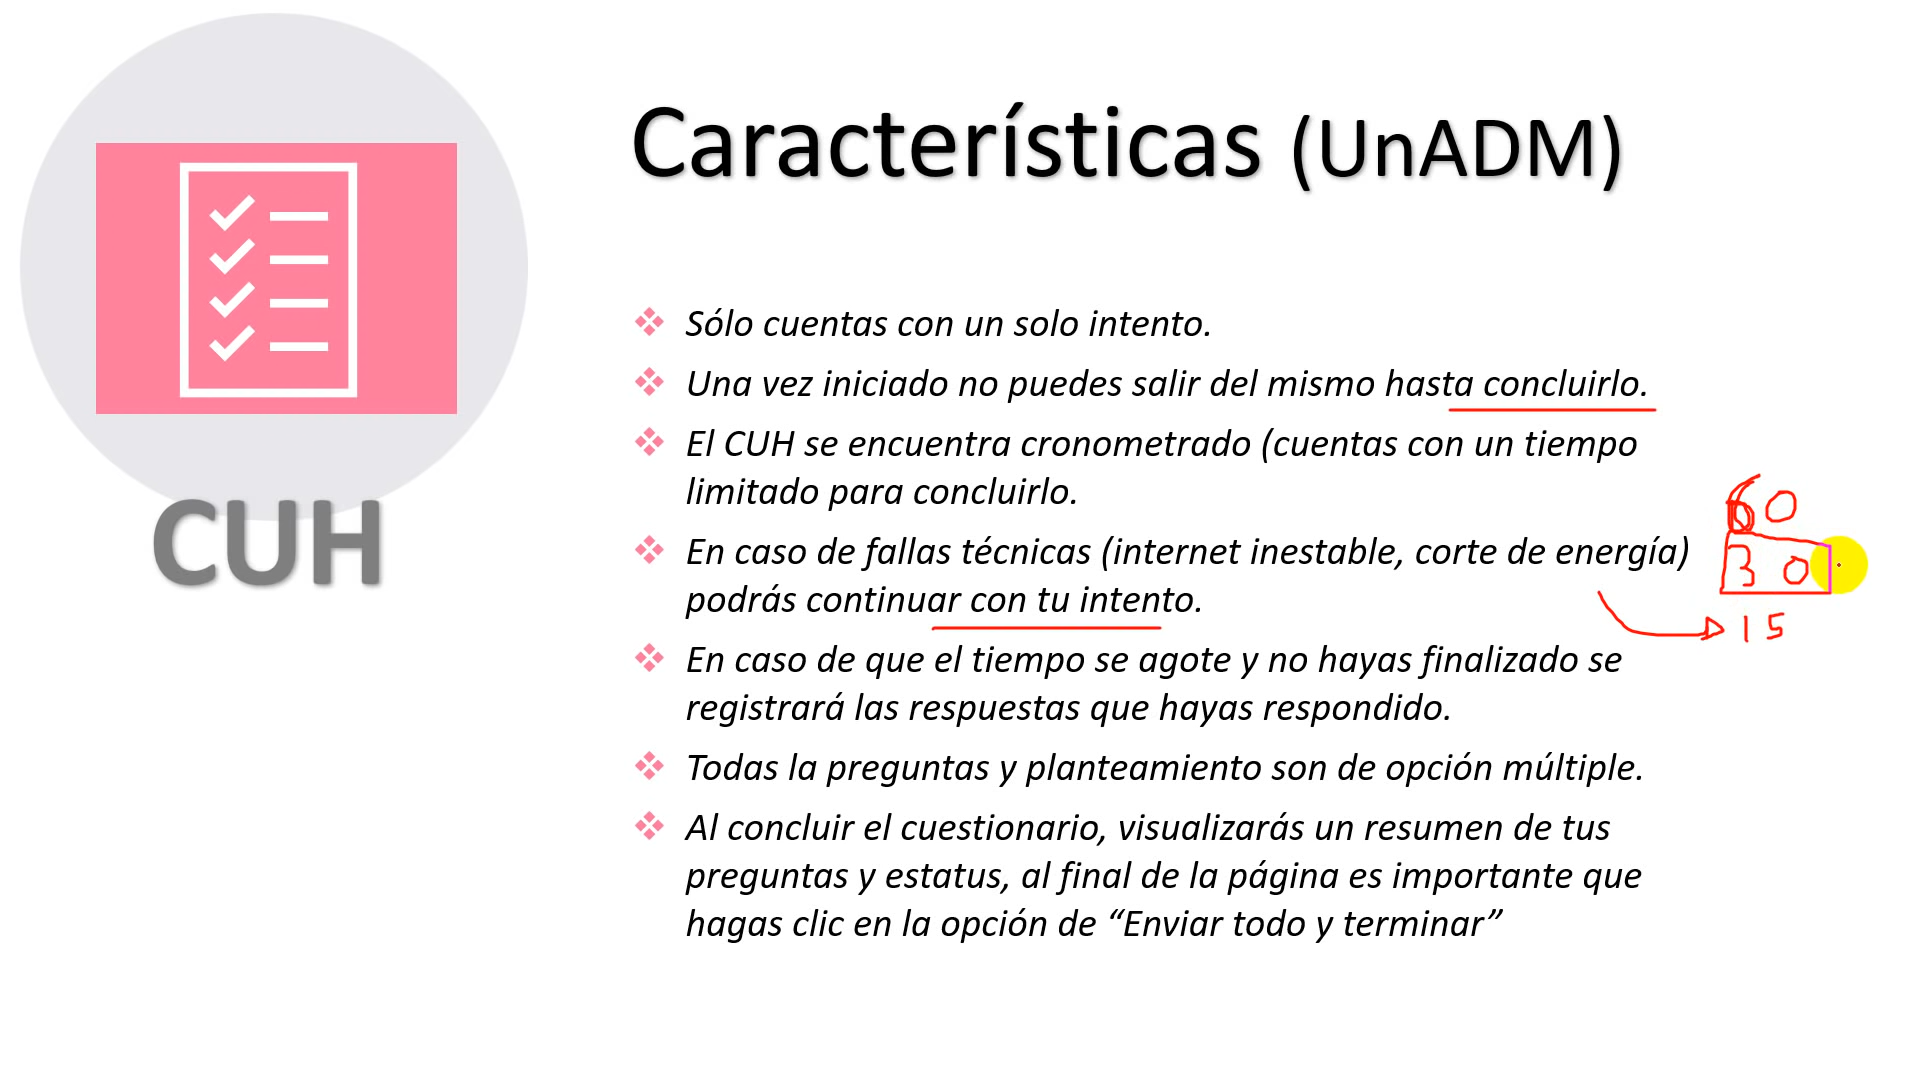 Características (UnADM)
CUH
Sólo cuentas con un solo intento.
Una vez iniciado no puedes salir del mismo hasta concluirlo.
El CUH se encuentra cronometrado (cuentas con un tiempo
limitado para concluirlo.
En caso de fallas técnicas (internet inestable, corte de energía)
podrás continuar con tu intento.
En caso de que el tiempo se agote y no hayas finalizado se
registrará las respuestas que hayas respondido.
Todas la preguntas y planteamiento son de opción múltiple.
Al concluir el cuestionario, visualizarás un resumen de tus
preguntas y estatus, al final de la página es importante que
hagas clic en la opción de “Enviar todo y terminar”
60
30
15